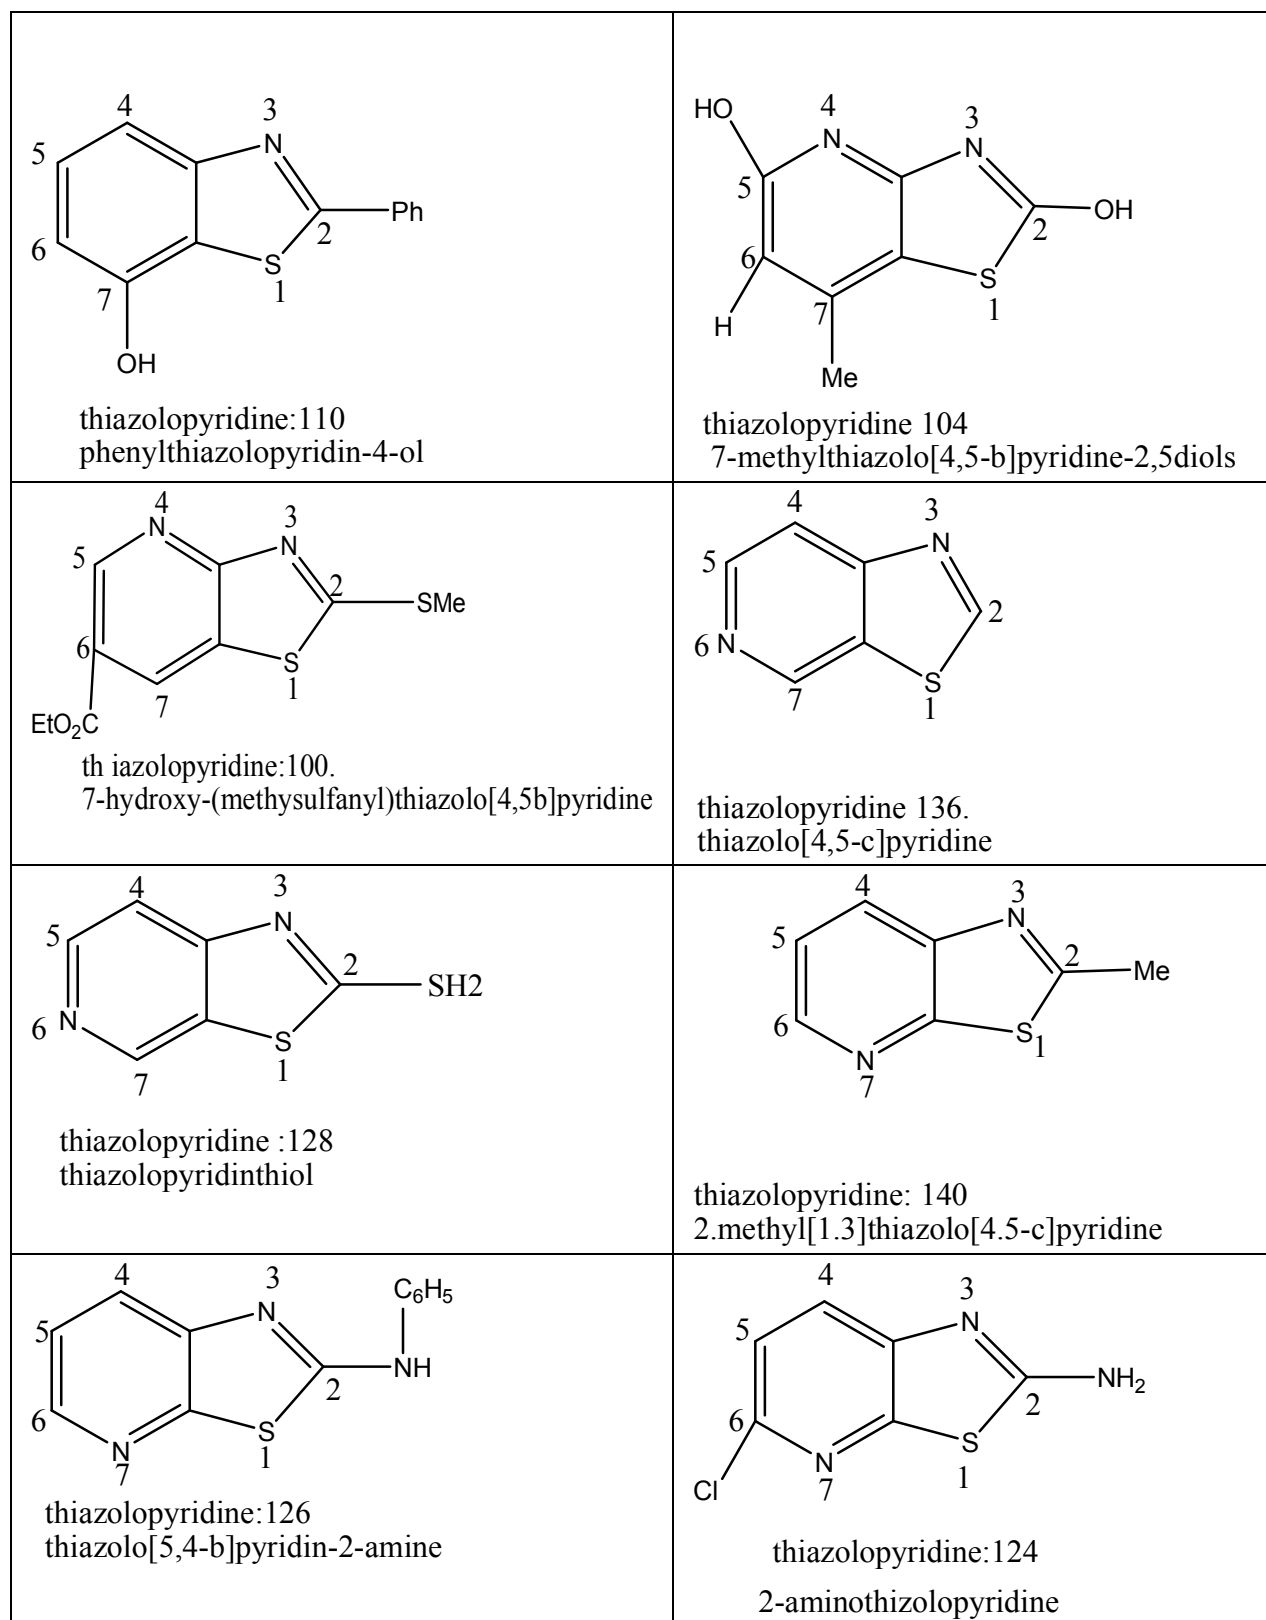 4
3
N
5
Ph
2
6
S
7
1
OH
thiazolopyridine:110
phenylthiazolopyridin-4-ol
HO
4
3
N
N
5
2
OH
6
S
1
H
7
Me
thiazolopyridine 104
7-methylthiazolo[4,5-b]pyridine-2,5diols
4
N
3
N
5
2
SMe
6
S
1
7
EtO2C
th iazolopyridine:100.
7-hydroxy-(methysulfanyl)thiazolo[4,5b]pyridine
4
3
N
5
2
6 N
7
S
1
thiazolopyridine 136.
thiazolo[4,5-c]pyridine
4
3
N
5
2
SH2
6 N
S
1
7
thiazolopyridine :128
thiazolopyridinthiol
4
3
N
5
2
Me
6
S
1
N
7
thiazolopyridine: 140
2.methyl[1.3]thiazolo[4.5-c]pyridine
4
3
C6H5
N
5
NH
2
6
S
1
N
7
thiazolopyridine:126
thiazolo[5,4-b]pyridin-2-amine
4
3
N
5
NH2
2
6
S
1
N
7
Cl
thiazolopyridine:124
2-aminothizolopyridine